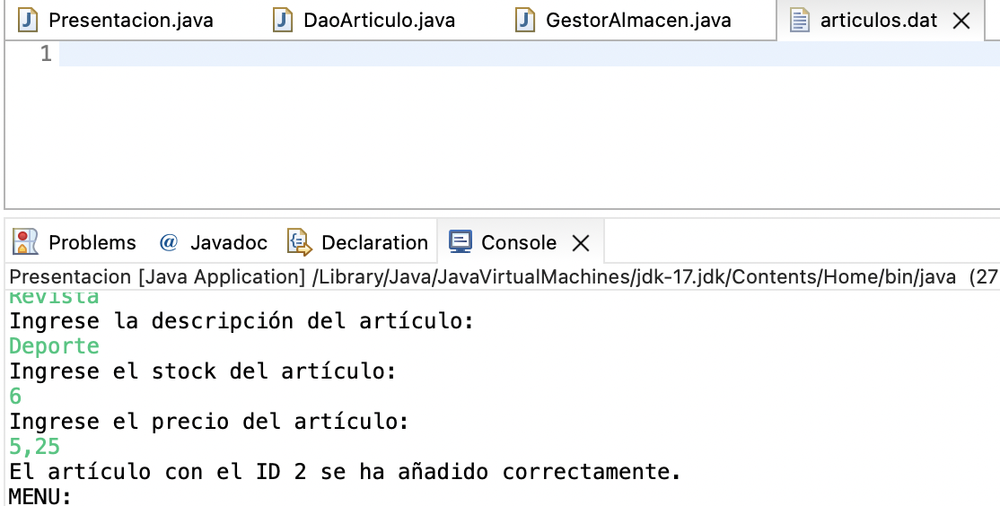 Presentacion.java DaoArticulo.java GestorAlmacen.java articulos.dat
1
Problems @ Javadoc Declaration Console
Presentacion [Java Application] /Library/Java/JavaVirtualMachines/jdk-17.jdk/Contents/Home/bin/java (27
Revista
Ingrese la descripción del artículo:
Deporte
Ingrese el stock del artículo:
6
Ingrese el precio del artículo:
5,25
El artículo con el ID 2 se ha añadido correctamente.
MENU: